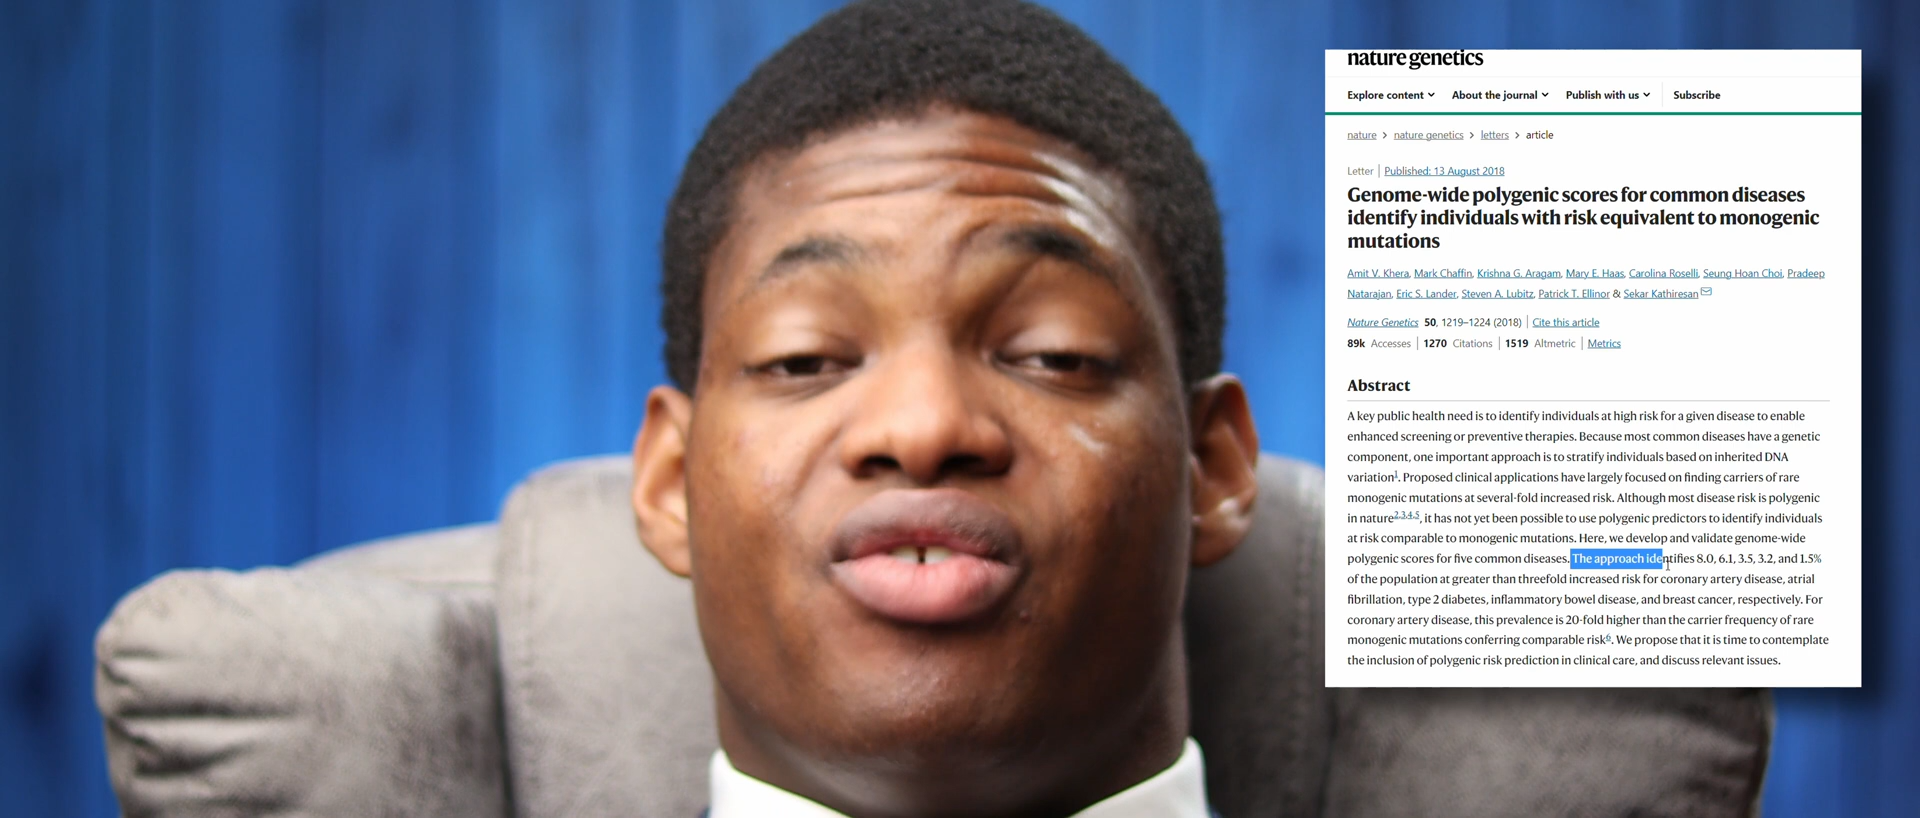 nature genetics
Explore content About the journal Publish with us Subscribe
nature > nature genetics > letters > article
Letter | Published: 13 August 2018
Genome-wide polygenic scores for common diseases
identify individuals with risk equivalent to monogenic
mutations
Amit V. Khera, Mark Chaffin, Krishna G. Aragam, Mary E. Haas, Carolina Roselli, Seung Hoan Choi, Pradeep
Natarajan, Eric S. Lander, Steven A. Lubitz, Patrick T. Ellinor & Sekar Kathiresan
Nature Genetics 50, 1219–1224 (2018) | Cite this article
89k Accesses | 1270 Citations | 1519 Altmetric | Metrics
Abstract
A key public health need is to identify individuals at high risk for a given disease to enable
enhanced screening or preventive therapies. Because most common diseases have a genetic
component, one important approach is to stratify individuals based on inherited DNA
variation1. Proposed clinical applications have largely focused on finding carriers of rare
monogenic mutations at several-fold increased risk. Although most disease risk is polygenic
in nature2,3,4,5, it has not yet been possible to use polygenic predictors to identify individuals
at risk comparable to monogenic mutations. Here, we develop and validate genome-wide
polygenic scores for five common diseases. The approach identifies 8.0, 6.1, 3.5, 3.2, and 1.5%
of the population at greater than threefold increased risk for coronary artery disease, atrial
fibrillation, type 2 diabetes, inflammatory bowel disease, and breast cancer, respectively. For
coronary artery disease, this prevalence is 20-fold higher than the carrier frequency of rare
monogenic mutations conferring comparable risk6. We propose that it is time to contemplate
the inclusion of polygenic risk prediction in clinical care, and discuss relevant issues.